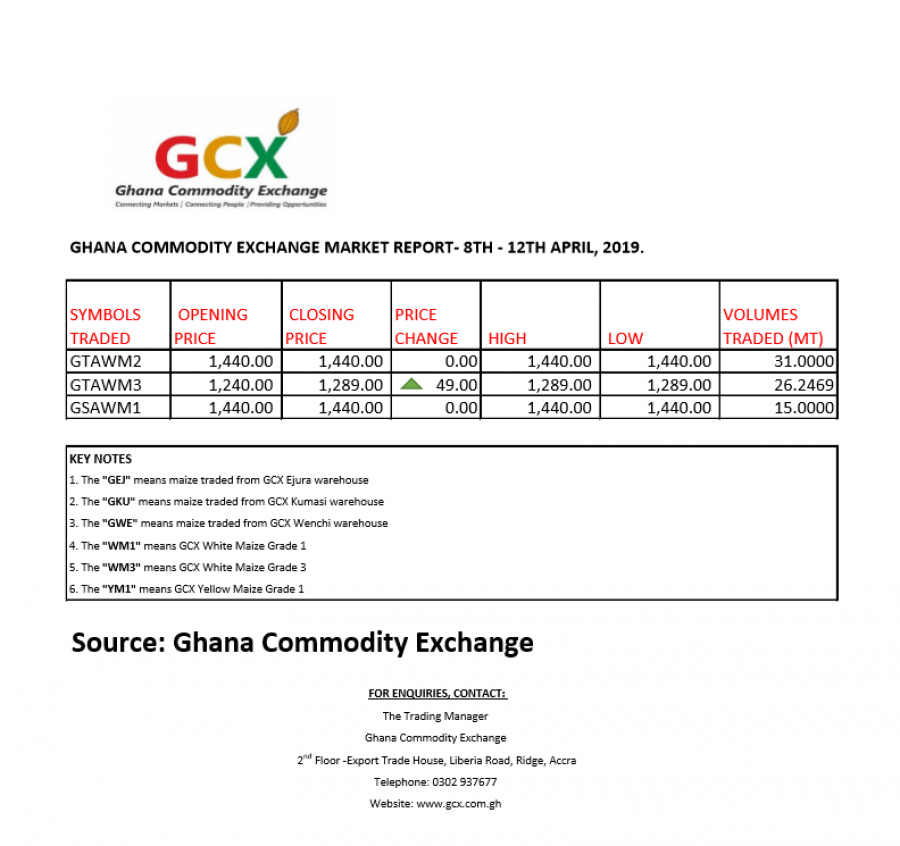 GCX
Ghana Commodity Exchange
Connecting Markets | Connecting People | Providing Opportunities
GHANA COMMODITY EXCHANGE MARKET REPORT- 8TH - 12TH APRIL, 2019.
SYMBOLS TRADED OPENING PRICE CLOSING PRICE PRICE CHANGE HIGH LOW VOLUMES TRADED (MT)
GTAWM2 1,440.00 1,440.00 0.00 1,440.00 1,440.00 31.0000
GTAWM3 1,240.00 1,289.00 49.00 1,289.00 1,289.00 26.2469
GSAWM1 1,440.00 1,440.00 0.00 1,440.00 1,440.00 15.0000
KEY NOTES
1. The "GEJ" means maize traded from GCX Ejura warehouse
2. The "GKU" means maize traded from GCX Kumasi warehouse
3. The "GWE" means maize traded from GCX Wenchi warehouse
4. The "WM1" means GCX White Maize Grade 1
5. The "WM3" means GCX White Maize Grade 3
6. The "YM1" means GCX Yellow Maize Grade 1
Source: Ghana Commodity Exchange
FOR ENQUIRIES, CONTACT:
The Trading Manager
Ghana Commodity Exchange
2nd Floor -Export Trade House, Liberia Road, Ridge, Accra
Telephone: 0302 937677
Website: www.gcx.com.gh